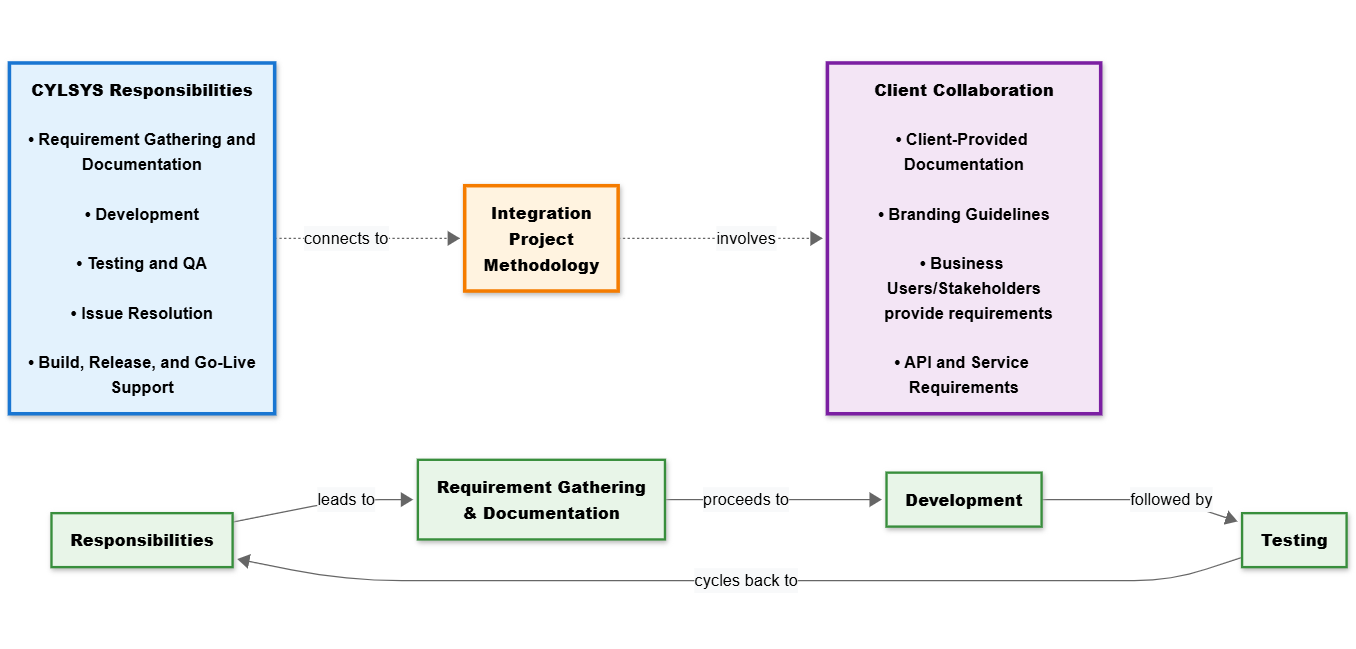 CYLSYS Responsibilities
• Requirement Gathering and
Documentation
• Development
• Testing and QA
• Issue Resolution
• Build, Release, and Go-Live
Support
connects to
Integration
Project
Methodology
involves
Client Collaboration
• Client-Provided
Documentation
• Branding Guidelines
• Business
Users/Stakeholders
provide requirements
• API and Service
Requirements
Responsibilities
leads to
Requirement Gathering
& Documentation
proceeds to
Development
followed by
Testing
cycles back to